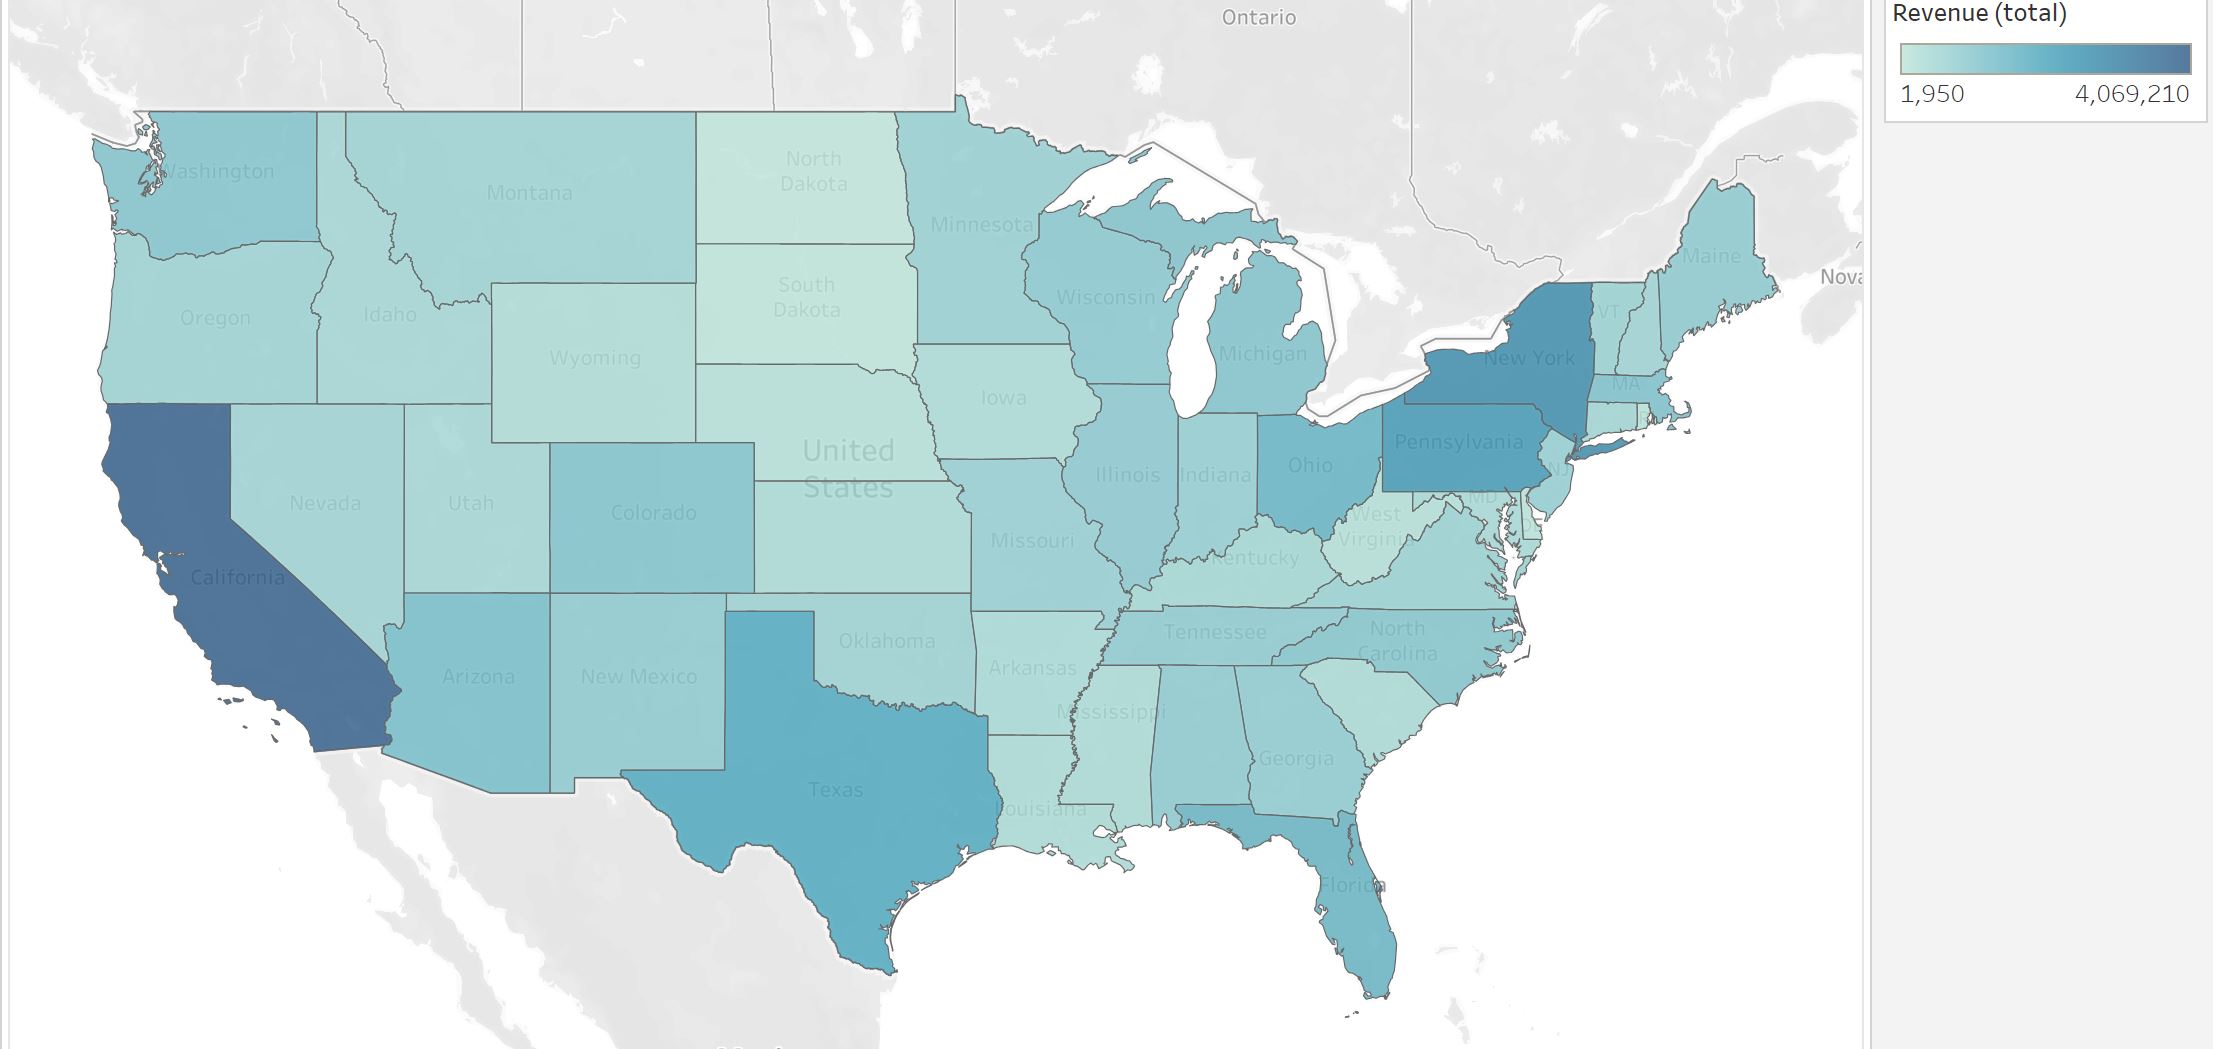 Ontario
Revenue (total)
1,950
4,069,210
Washington
Montana
North
Dakota
Minnesota
Maine
Nova
Oregon
Idaho
South
Dakota
Wisconsin
VT
Wyoming
Michigan
New York
MA
Iowa
Pennsylvania
United
States
Nevada
Utah
Colorado
Illinois
Indiana
Ohio
NJ
MD
West
Virginia
DE
Missouri
Kentucky
California
Arizona
New Mexico
Oklahoma
Arkansas
Tennessee
North
Carolina
Mississippi
Texas
Louisiana
Georgia
Florida